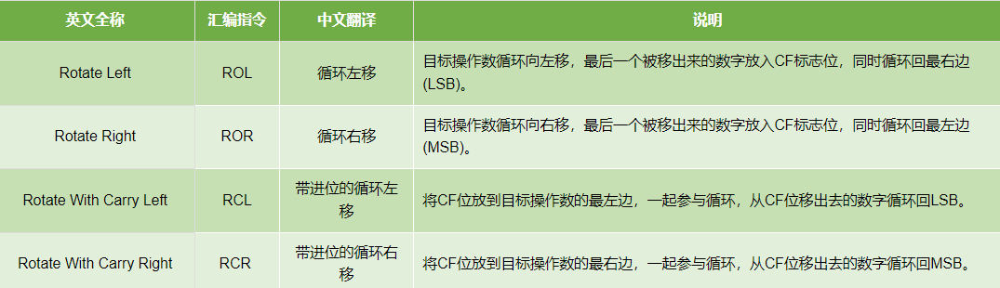 英文全称 汇编指令 中文翻译 说明
Rotate Left ROL 循环左移 目标操作数循环向左移，最后一个被移出来的数字放入CF标志位，同时循环回最右边
(LSB)。
Rotate Right ROR 循环右移 目标操作数循环向右移，最后一个被移出来的数字放入CF标志位，同时循环回最左边
(MSB)。
Rotate With Carry Left RCL 带进位的循环左
移 将CF位放到目标操作数的最左边，一起参与循环，从CF位移出去的数字循环回LSB。
Rotate With Carry Right RCR 带进位的循环右
移 将CF位放到目标操作数的最右边，一起参与循环，从CF位移出去的数字循环回MSB。